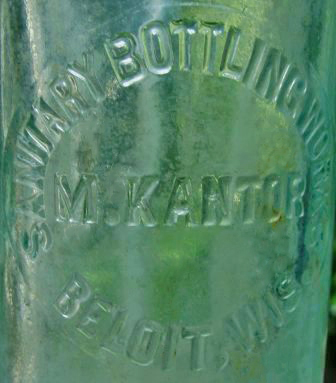 SANITARY BOTTLING WORKS
M. KANTOR
BELOIT, WIS.